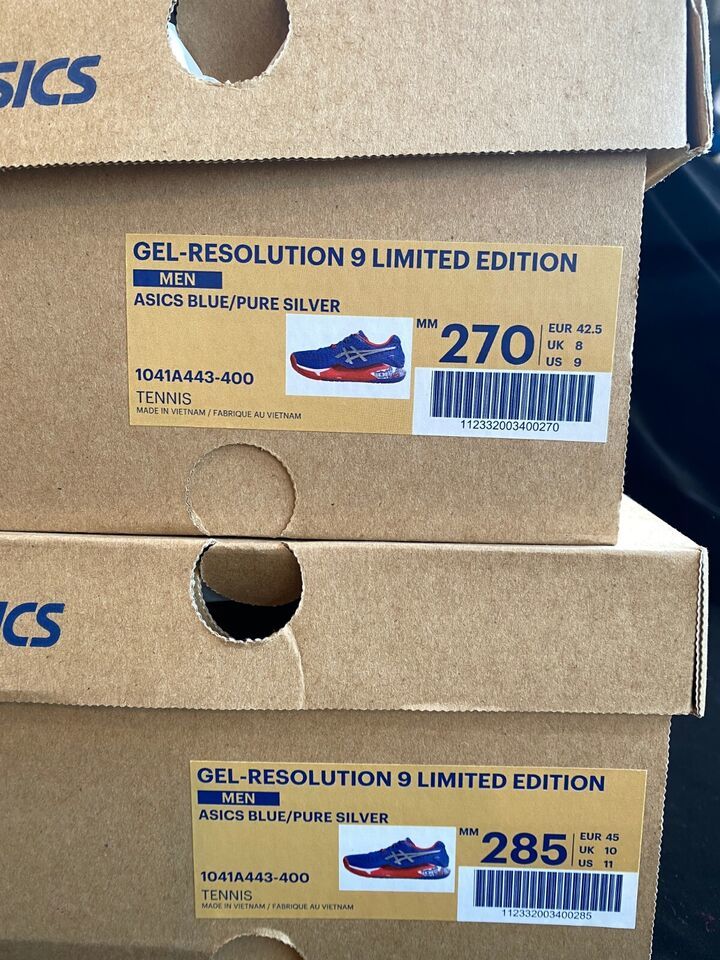 SICS
GEL-RESOLUTION 9 LIMITED EDITION
MEN
ASICS BLUE/PURE SILVER
MM 270
EUR 42.5
UK 8
US 9
1041A443-400
TENNIS
MADE IN VIETNAM / FABRIQUE AU VIETNAM
112332003400270
ICS
GEL-RESOLUTION 9 LIMITED EDITION
MEN
ASICS BLUE/PURE SILVER
MM 285
EUR 45
UK 10
US 11
1041A443-400
TENNIS
MADE IN VIETNAM / FABRIQUE AU VIETNAM
112332003400285